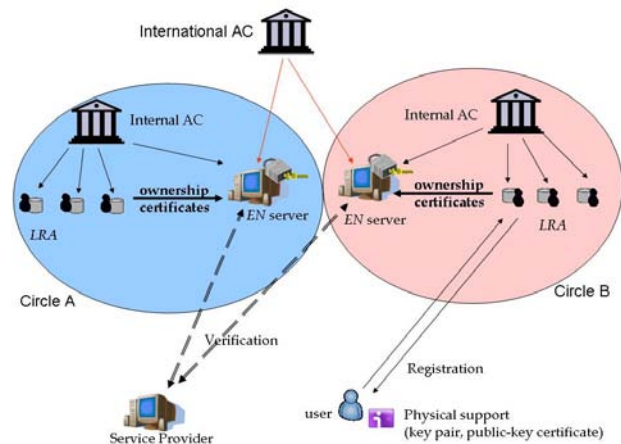 International AC
Internal AC
Internal AC
ownership
certificates
EN server
EN server
ownership
certificates
LRA
LRA
Circle A
Circle B
Verification
Registration
user
Physical support
(key pair, public-key certificate)
Service Provider